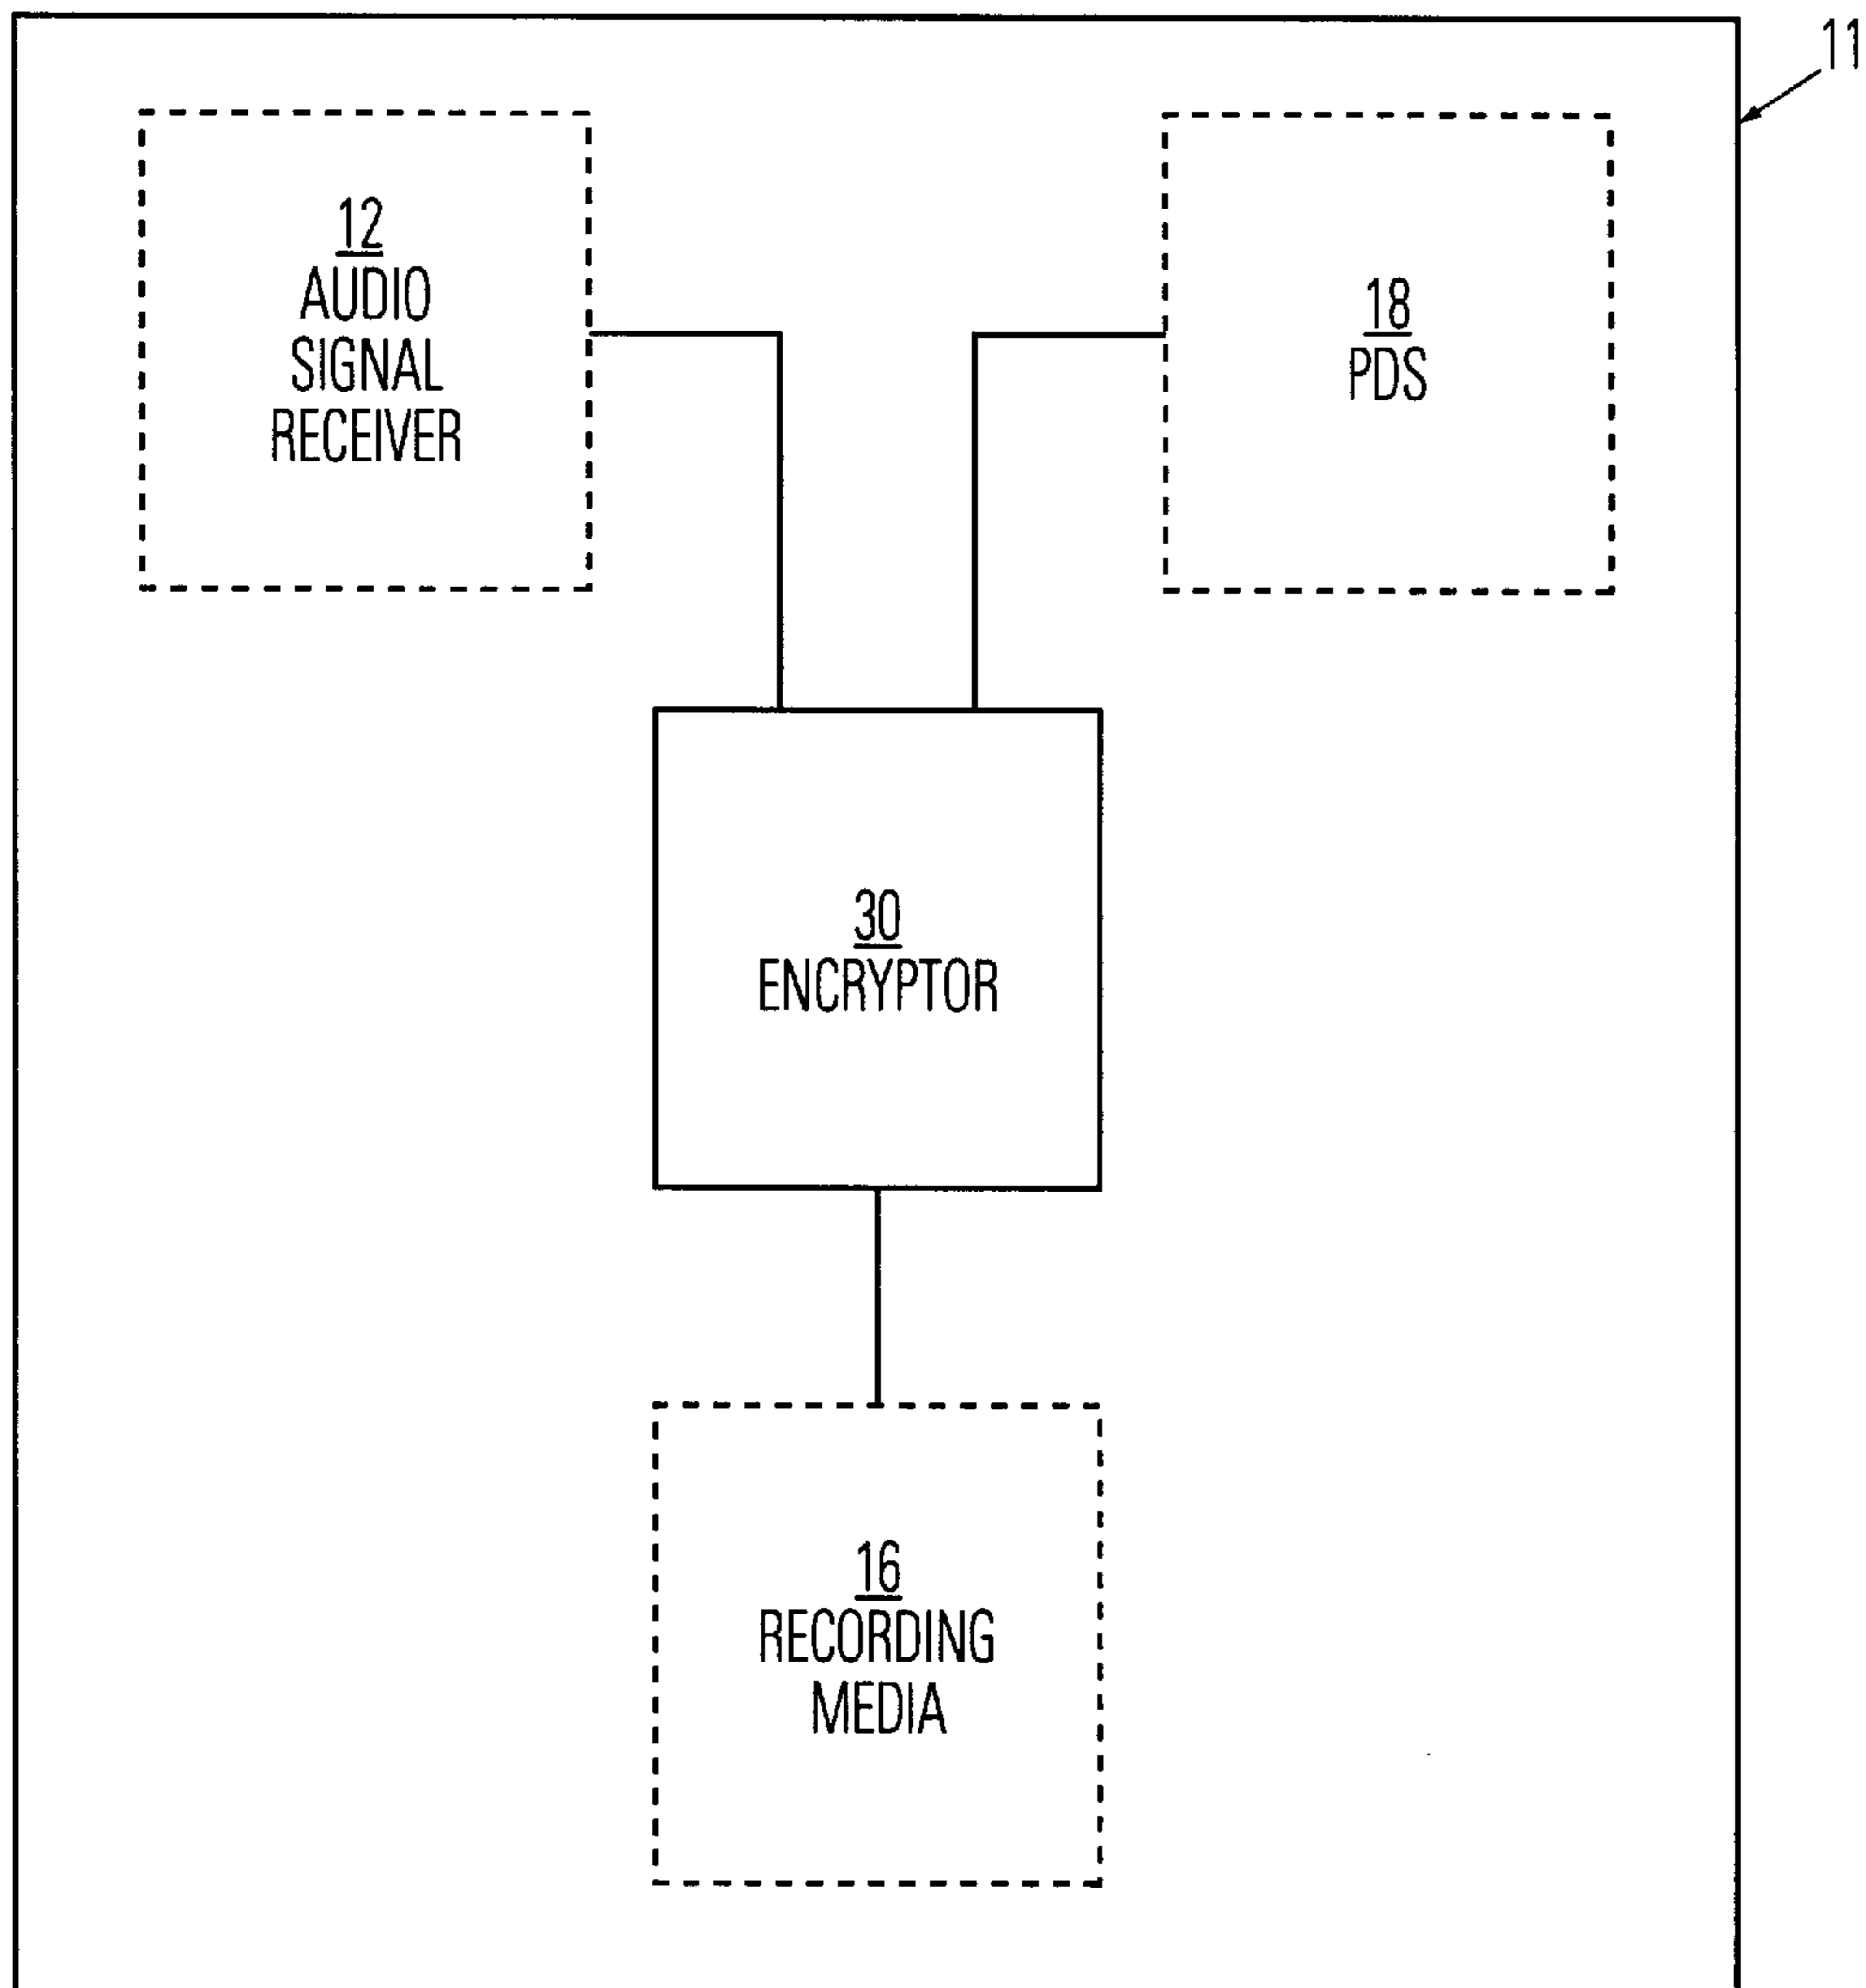 11
12
AUDIO
SIGNAL
RECEIVER
18
PDS
30
ENCRYPTOR
16
RECORDING
MEDIA